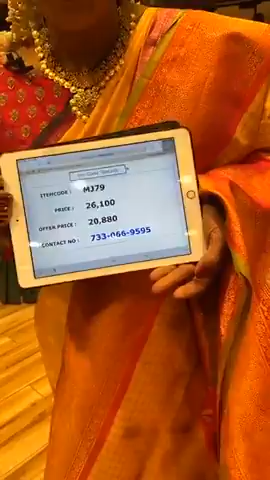 ITEMCODE : MJ79
PRICE : 26,100
OFFER PRICE : 20,880
CONTACT NO : 733-066-9595